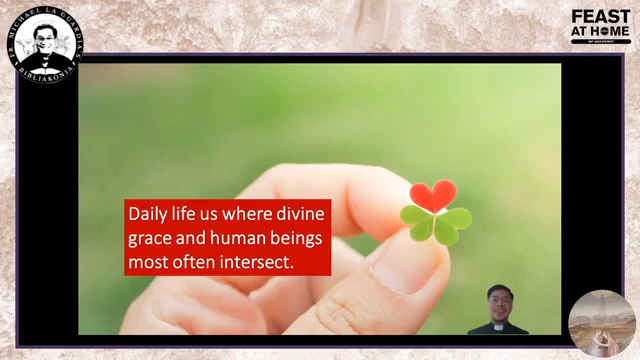 FR. MICHAEL LA GUARDIA'S
BIBLIAKONIA
FEAST
AT HOME
Daily life us where divine
grace and human beings
most often intersect.